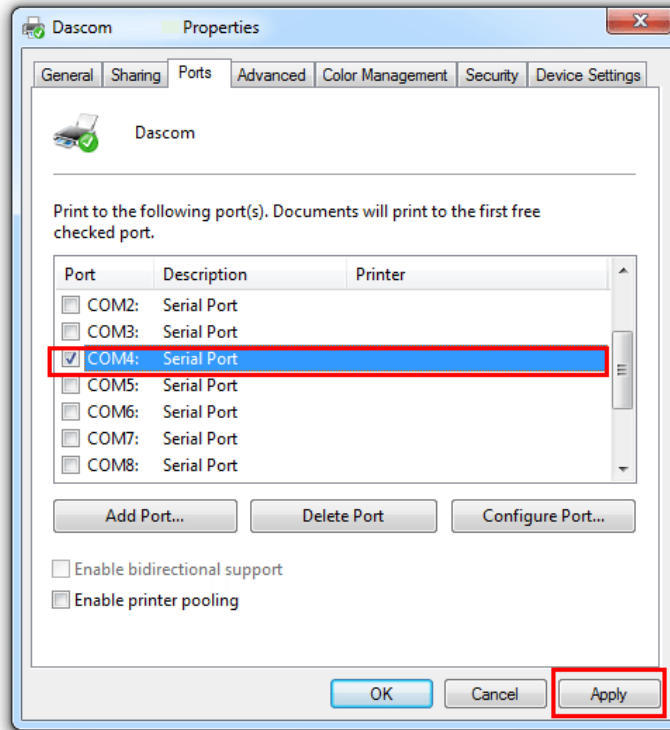 Dascom Properties
General Sharing Ports Advanced Color Management Security Device Settings
Dascom
Print to the following port(s). Documents will print to the first free
checked port.
Port Description Printer
COM2: Serial Port
COM3: Serial Port
COM4: Serial Port
COM5: Serial Port
COM6: Serial Port
COM7: Serial Port
COM8: Serial Port
Add Port... Delete Port Configure Port...
Enable bidirectional support
Enable printer pooling
OK Cancel Apply